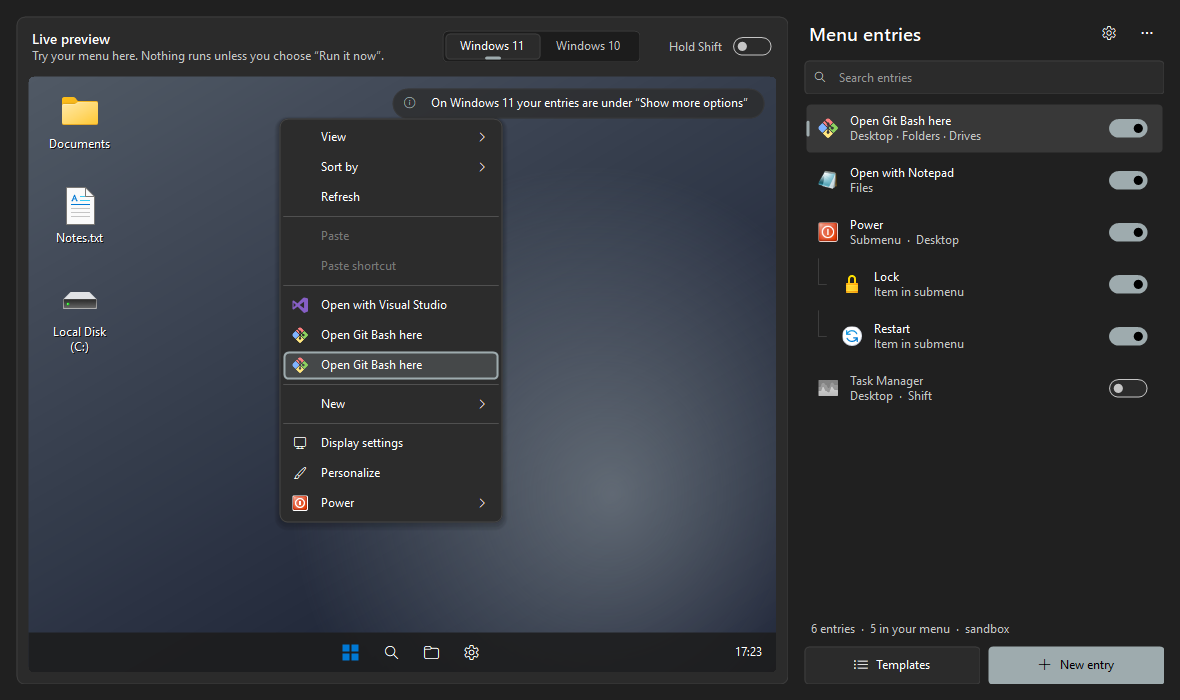 Live preview
Try your menu here. Nothing runs unless you choose “Run it now”.
Windows 11
Windows 10
Hold Shift
Documents
Notes.txt
Local Disk
(C:)
On Windows 11 your entries are under “Show more options”
View
Sort by
Refresh
Paste
Paste shortcut
Open with Visual Studio
Open Git Bash here
Open Git Bash here
New
Display settings
Personalize
Power
17:23
Menu entries
Search entries
Open Git Bash here
Desktop · Folders · Drives
Open with Notepad
Files
Power
Submenu · Desktop
Lock
Item in submenu
Restart
Item in submenu
Task Manager
Desktop · Shift
6 entries · 5 in your menu · sandbox
Templates
New entry